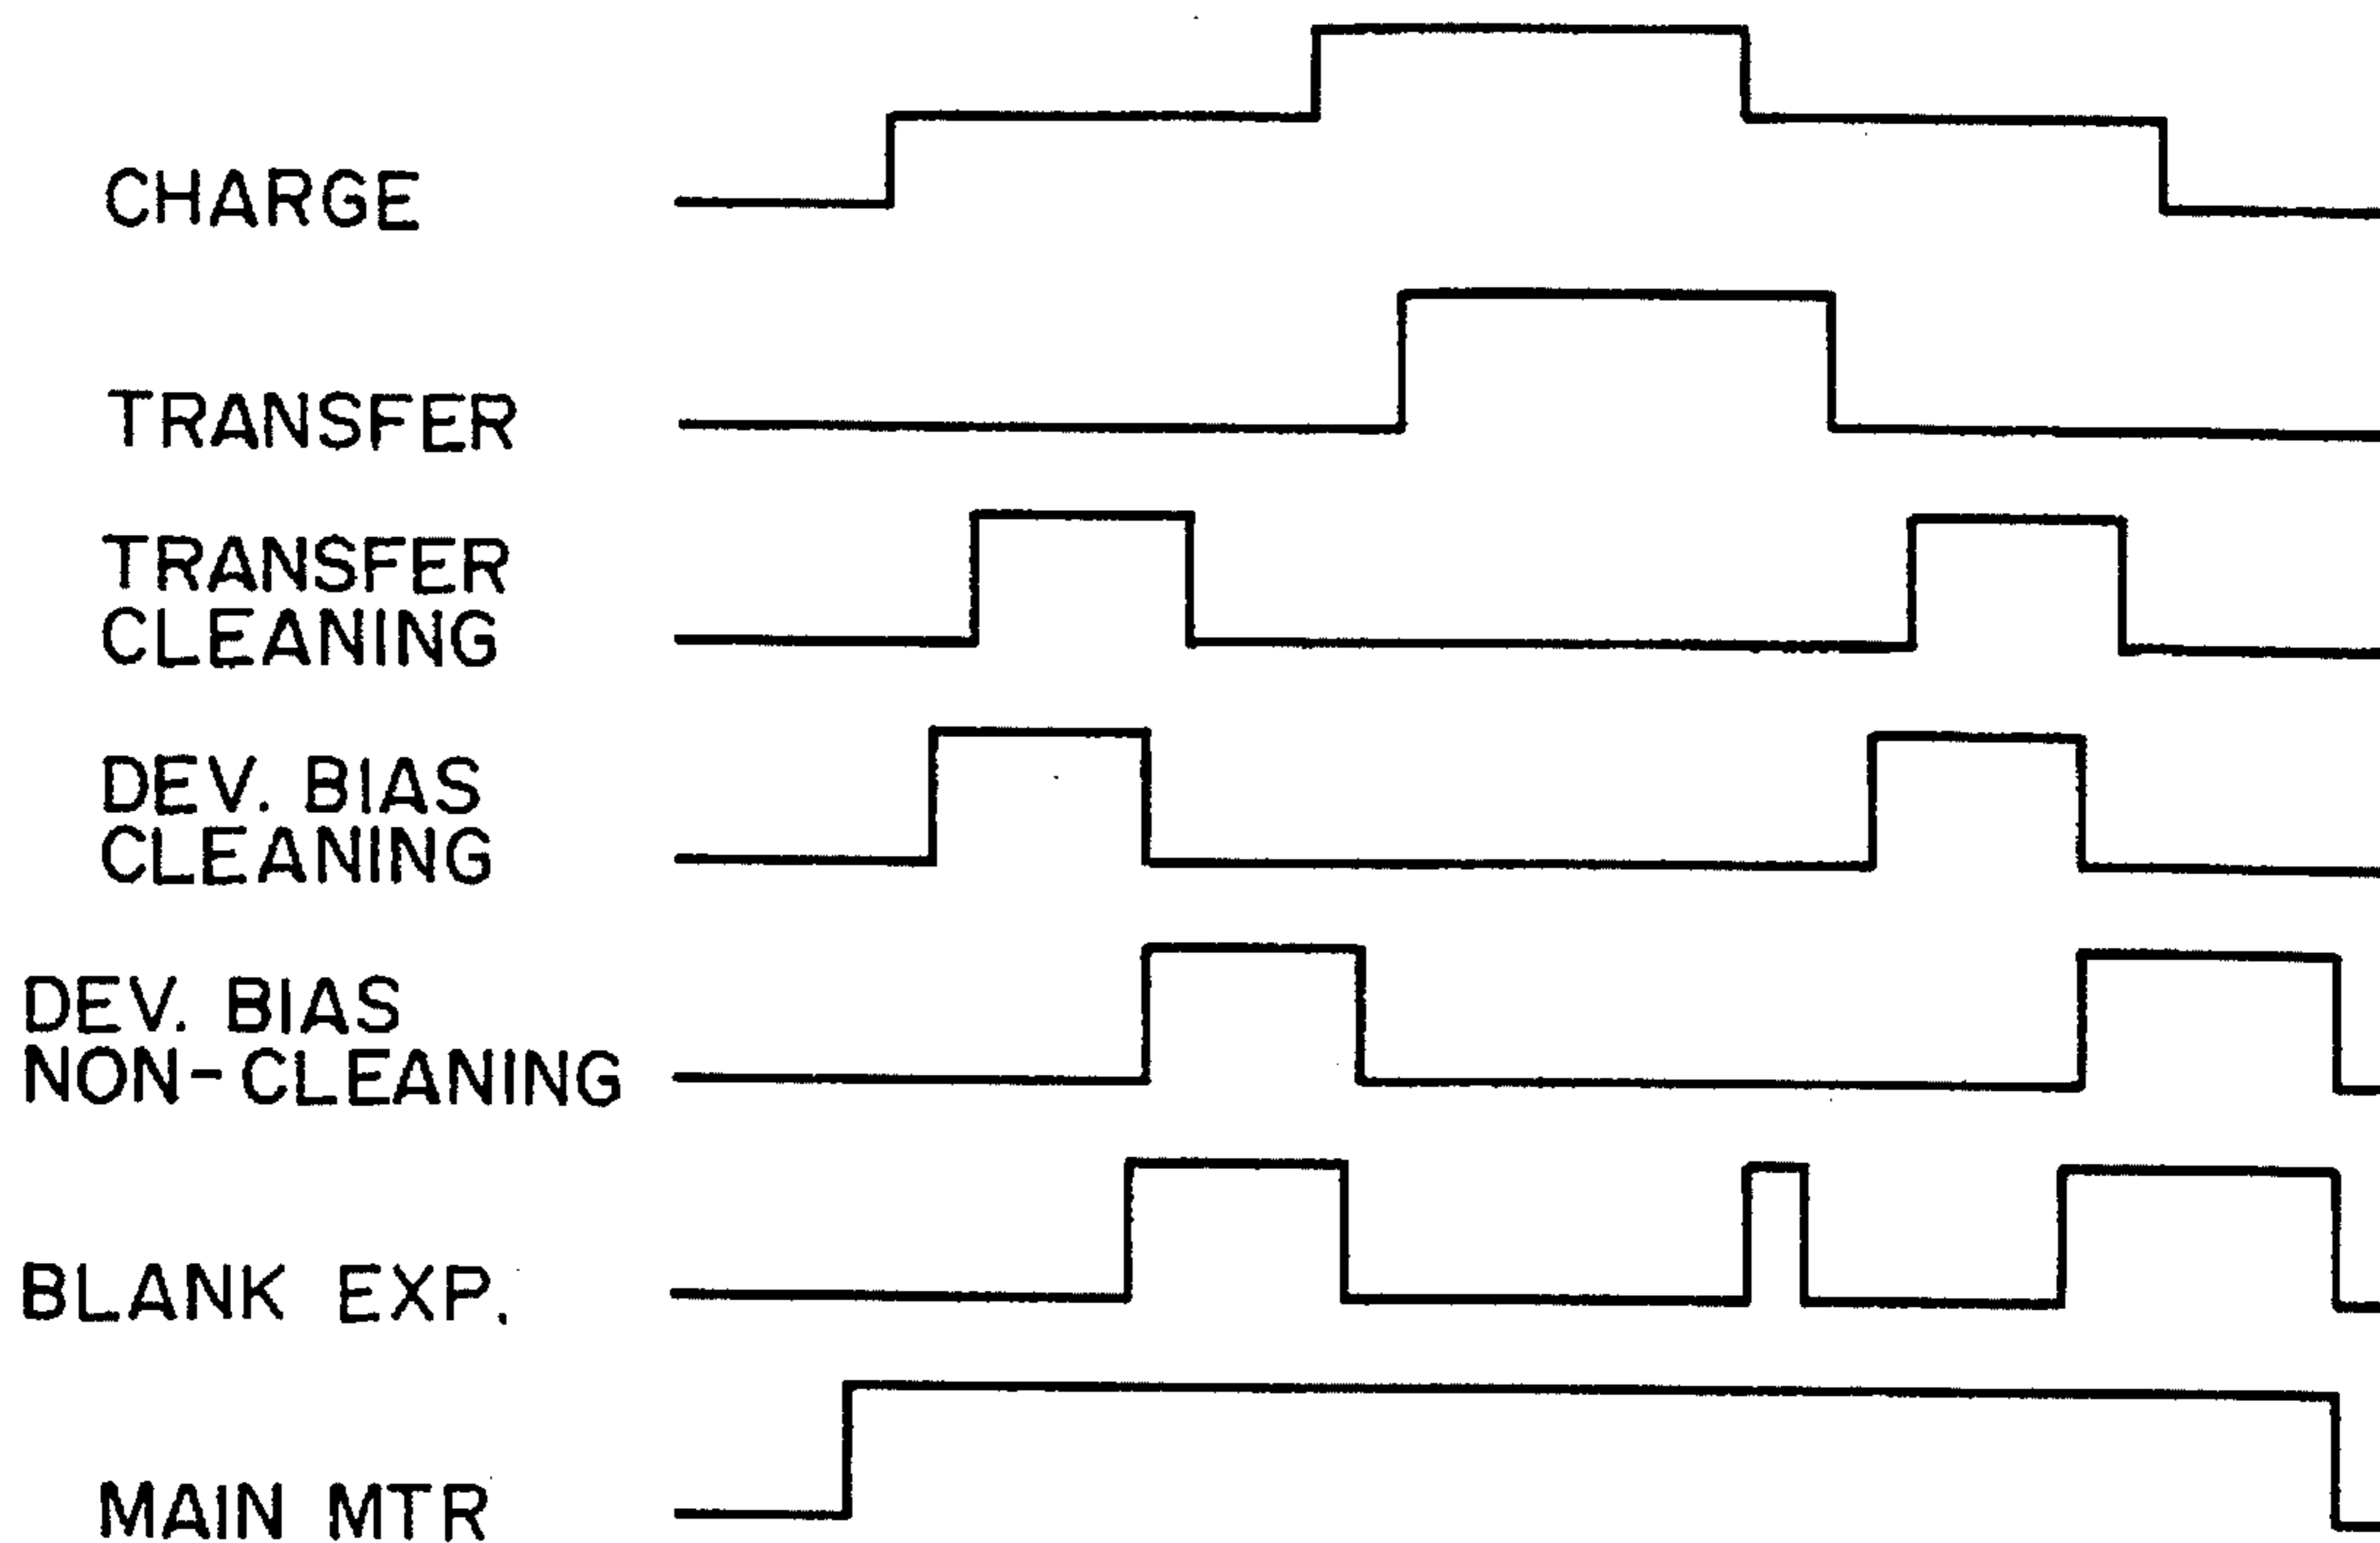 CHARGE
TRANSFER
TRANSFER
CLEANING
DEV. BIAS
CLEANING
DEV. BIAS
NON-CLEANING
BLANK EXP.
MAIN MTR